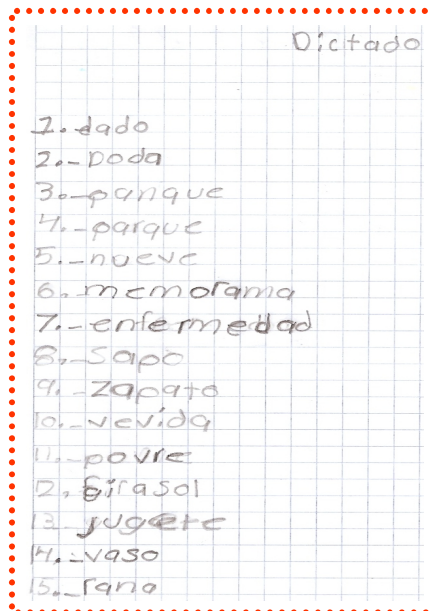 Dictado
1.-dado
2.-Doda
3.-panque
4.-parque
5.-nueve
6.-memorama
7.-enfermedad
8.-Sapo
9.-zapato
10.-vevida
11.-povre
12.-girasol
13.-jugete
14.-vaso
15.-rana